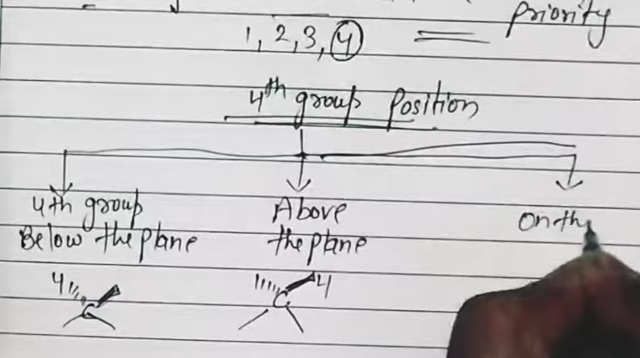 priority
1, 2, 3, 4
4th group Position
4th group
Below the plane
Above
the plane
on th
4 C
C 4